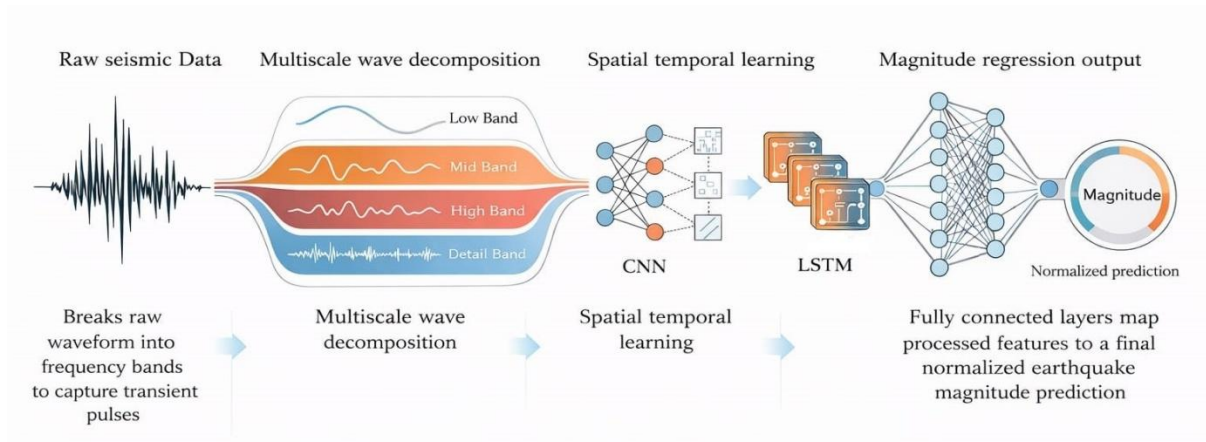 Raw seismic Data
Multiscale wave decomposition
Spatial temporal learning
Magnitude regression output
Low Band
Mid Band
High Band
Detail Band
CNN
LSTM
Magnitude
Normalized prediction
Breaks raw
waveform into
frequency bands
to capture transient
pulses
Multiscale wave
decomposition
Spatial temporal
learning
Fully connected layers map
processed features to a final
normalized earthquake
magnitude prediction